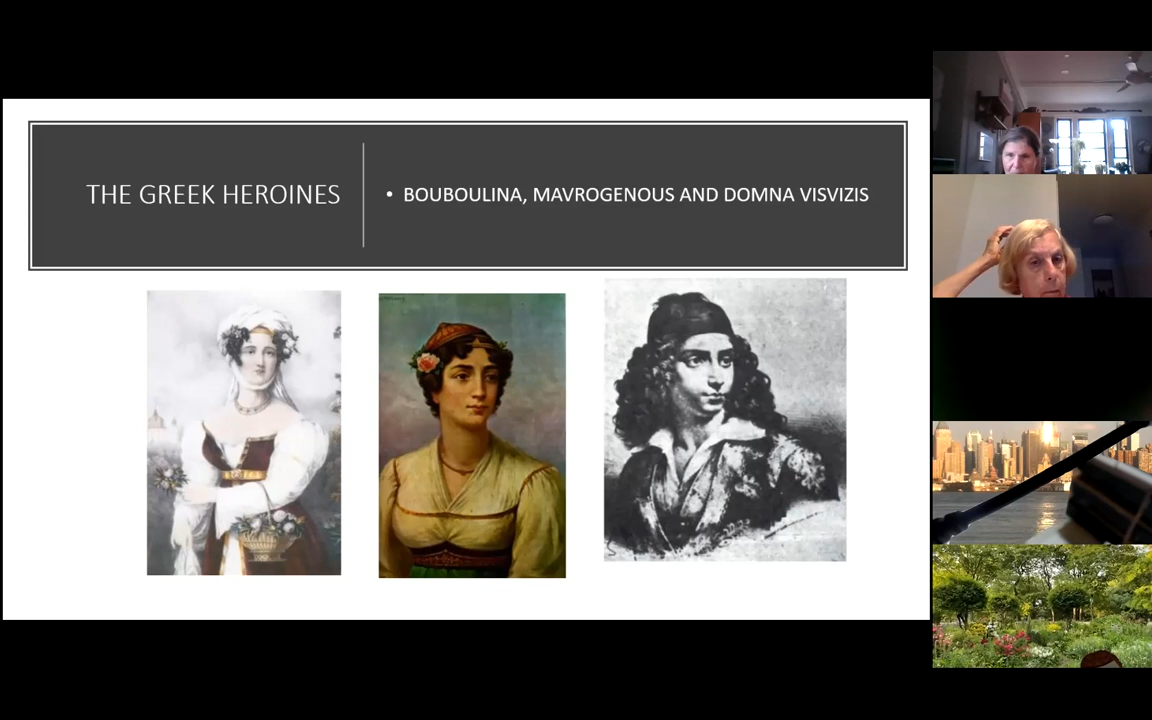 THE GREEK HEROINES
• BOUBOULINA, MAVROGENOUS AND DOMNA VISVIZIS